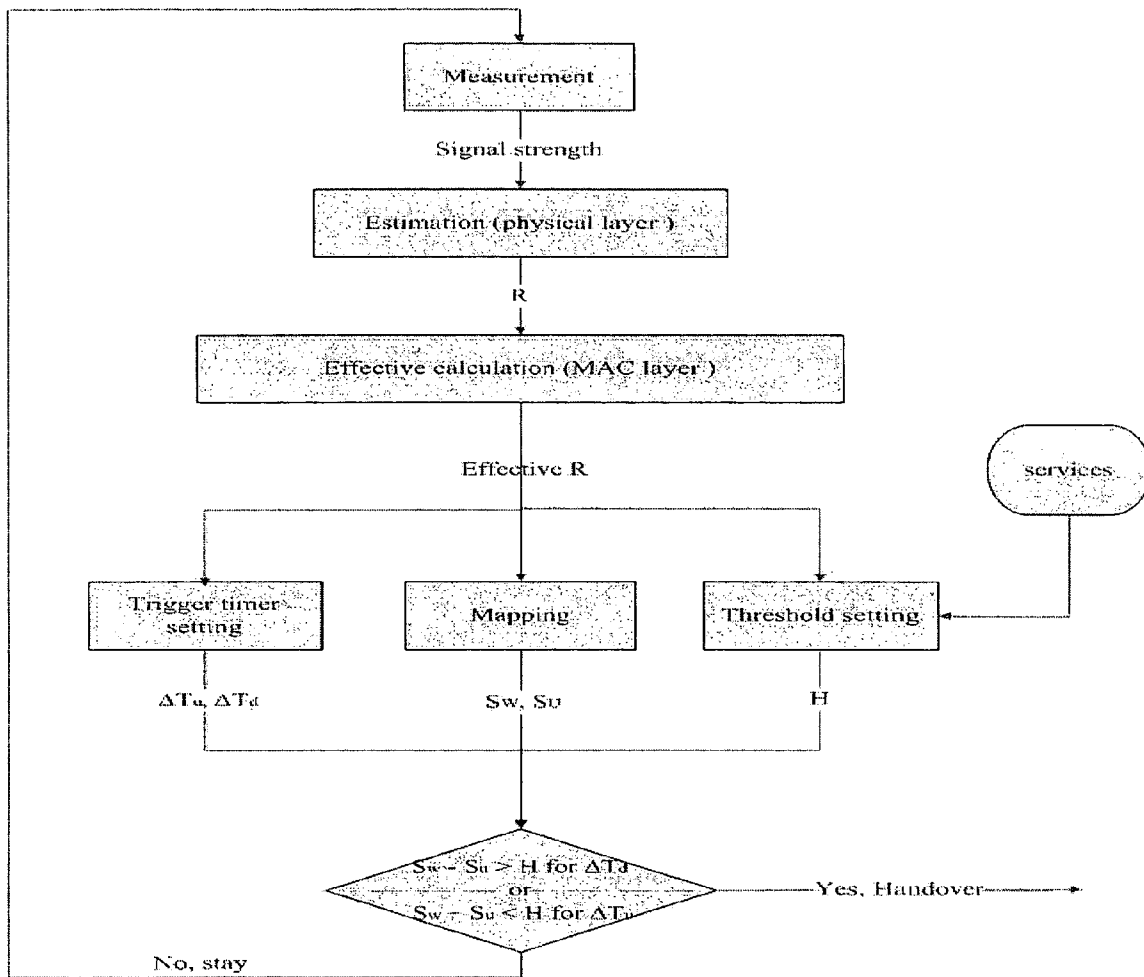 Measurement
Signal strength
Estimation (physical layer )
R
Effective calculation (MAC layer )
Effective R
services
Trigger timer
setting
Mapping
Threshold setting
ΔTu, ΔTd
Sw, SU
H
Sw – Su > H for ΔTd
or
Sw – Su < H for ΔTu
Yes, Handover
No, stay